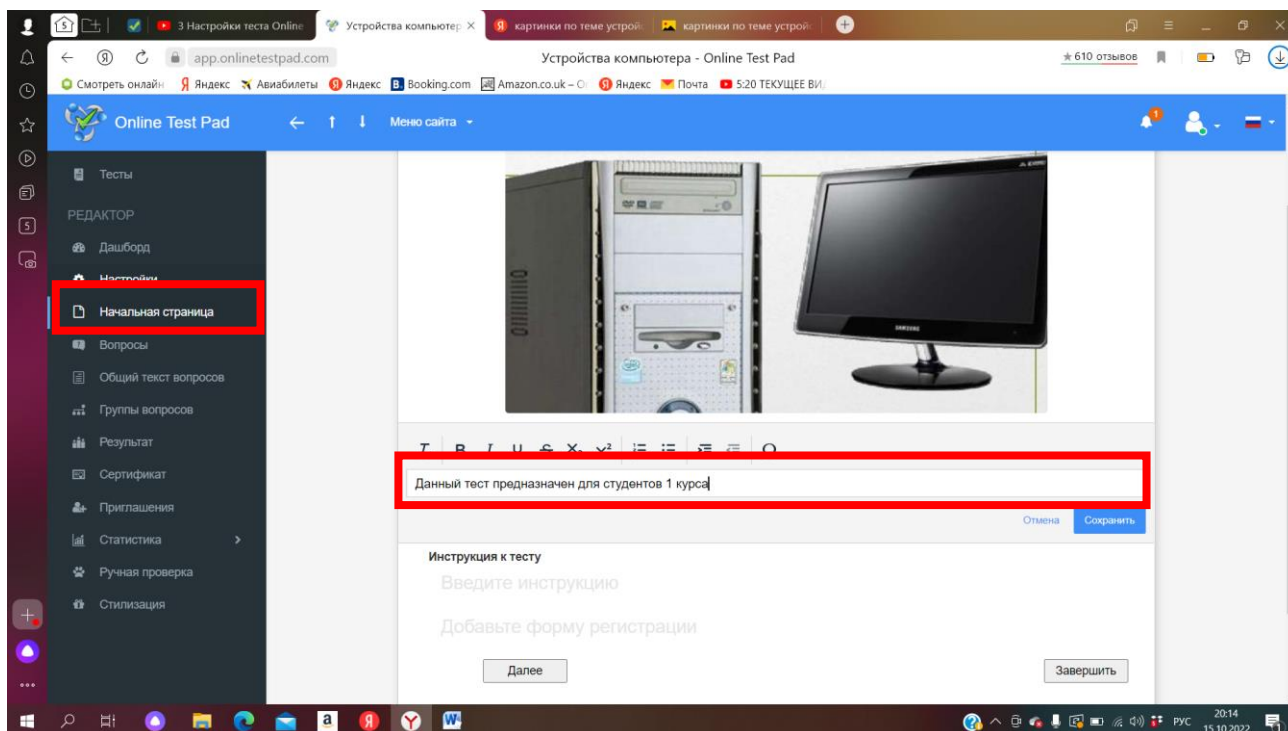 5
3 Настройки теста Online
Устройства компьютер
картинки по теме устрой
картинки по теме устрой
app.onlinetestpad.com
Устройства компьютера - Online Test Pad
★ 610 отзывов
Смотреть онлайн
Яндекс
Авиабилеты
Яндекс
Booking.com
Amazon.co.uk – O
Яндекс
Почта
5:20 ТЕКУЩЕЕ ВИ
Online Test Pad
Меню сайта
1
Тесты
РЕДАКТОР
Дашборд
Настройки
Начальная страница
Вопросы
Общий текст вопросов
Группы вопросов
Результат
Сертификат
Приглашения
Статистика
Ручная проверка
Стилизация
SAMSUNG
Данный тест предназначен для студентов 1 курса
Отмена
Сохранить
Инструкция к тесту
Введите инструкцию
Добавьте форму регистрации
Далее
Завершить
РУС
20:14
15.10.2022